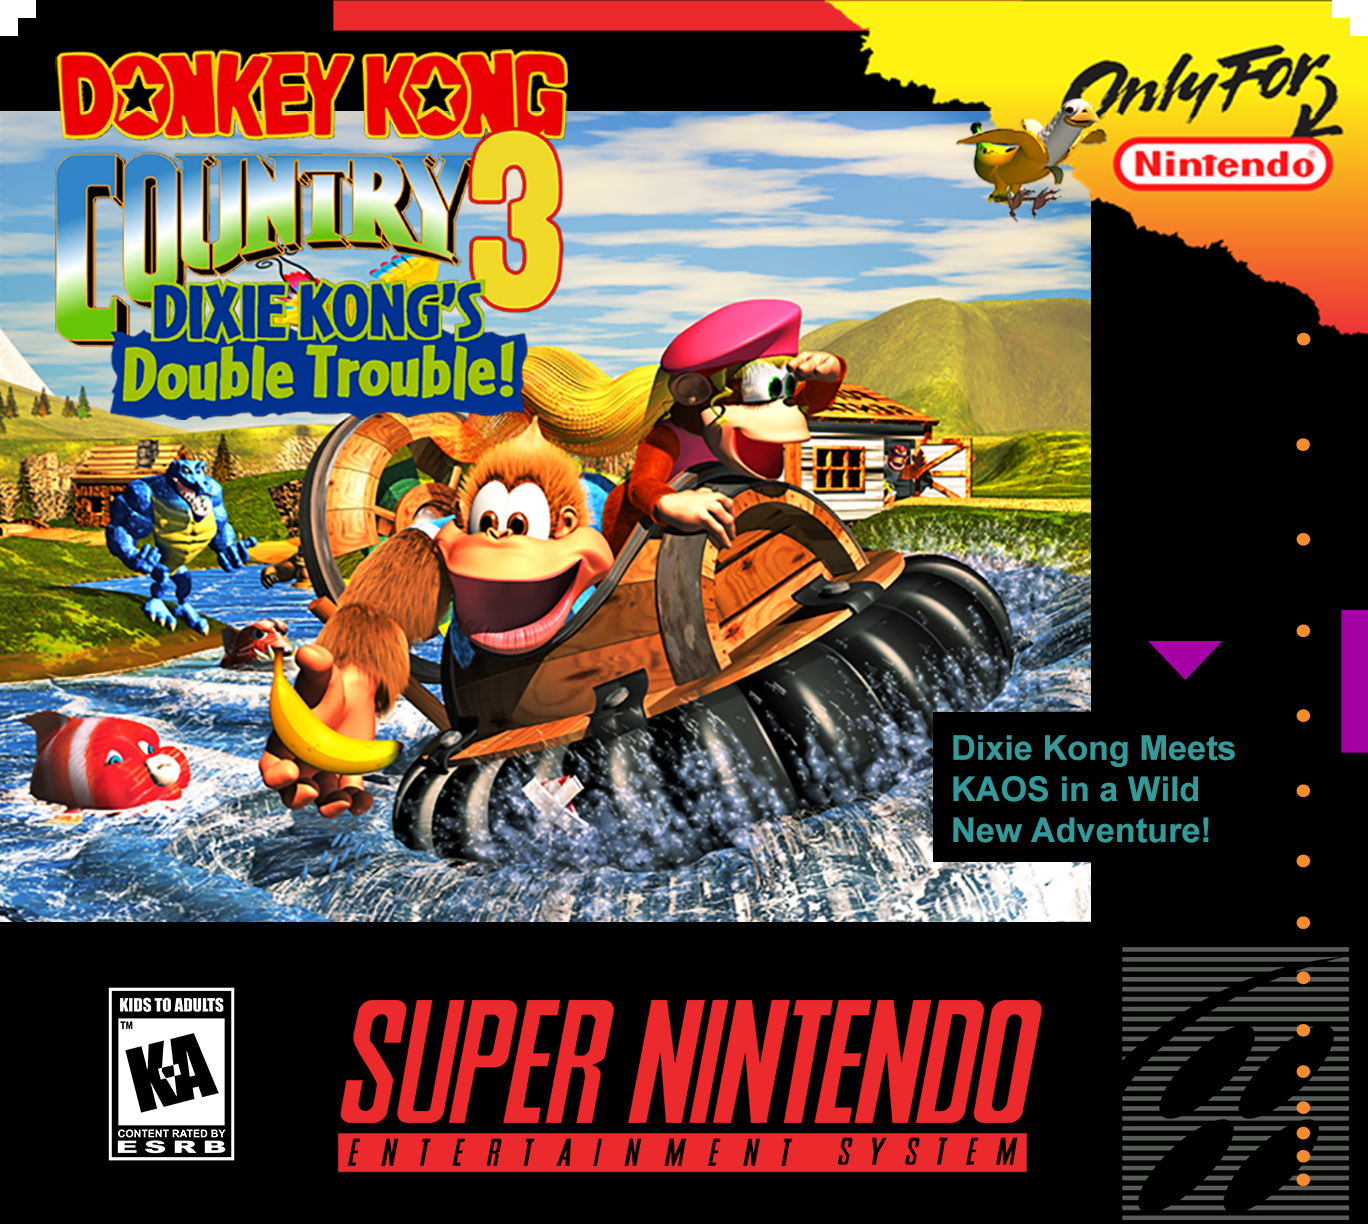 DONKEY KONG
COUNTRY 3
DIXIE KONG'S
Double Trouble!
Only For
Nintendo®
Dixie Kong Meets
KAOS in a Wild
New Adventure!
KIDS TO ADULTS
TM
K-A
CONTENT RATED BY
ESRB
SUPER NINTENDO
ENTERTAINMENT SYSTEM